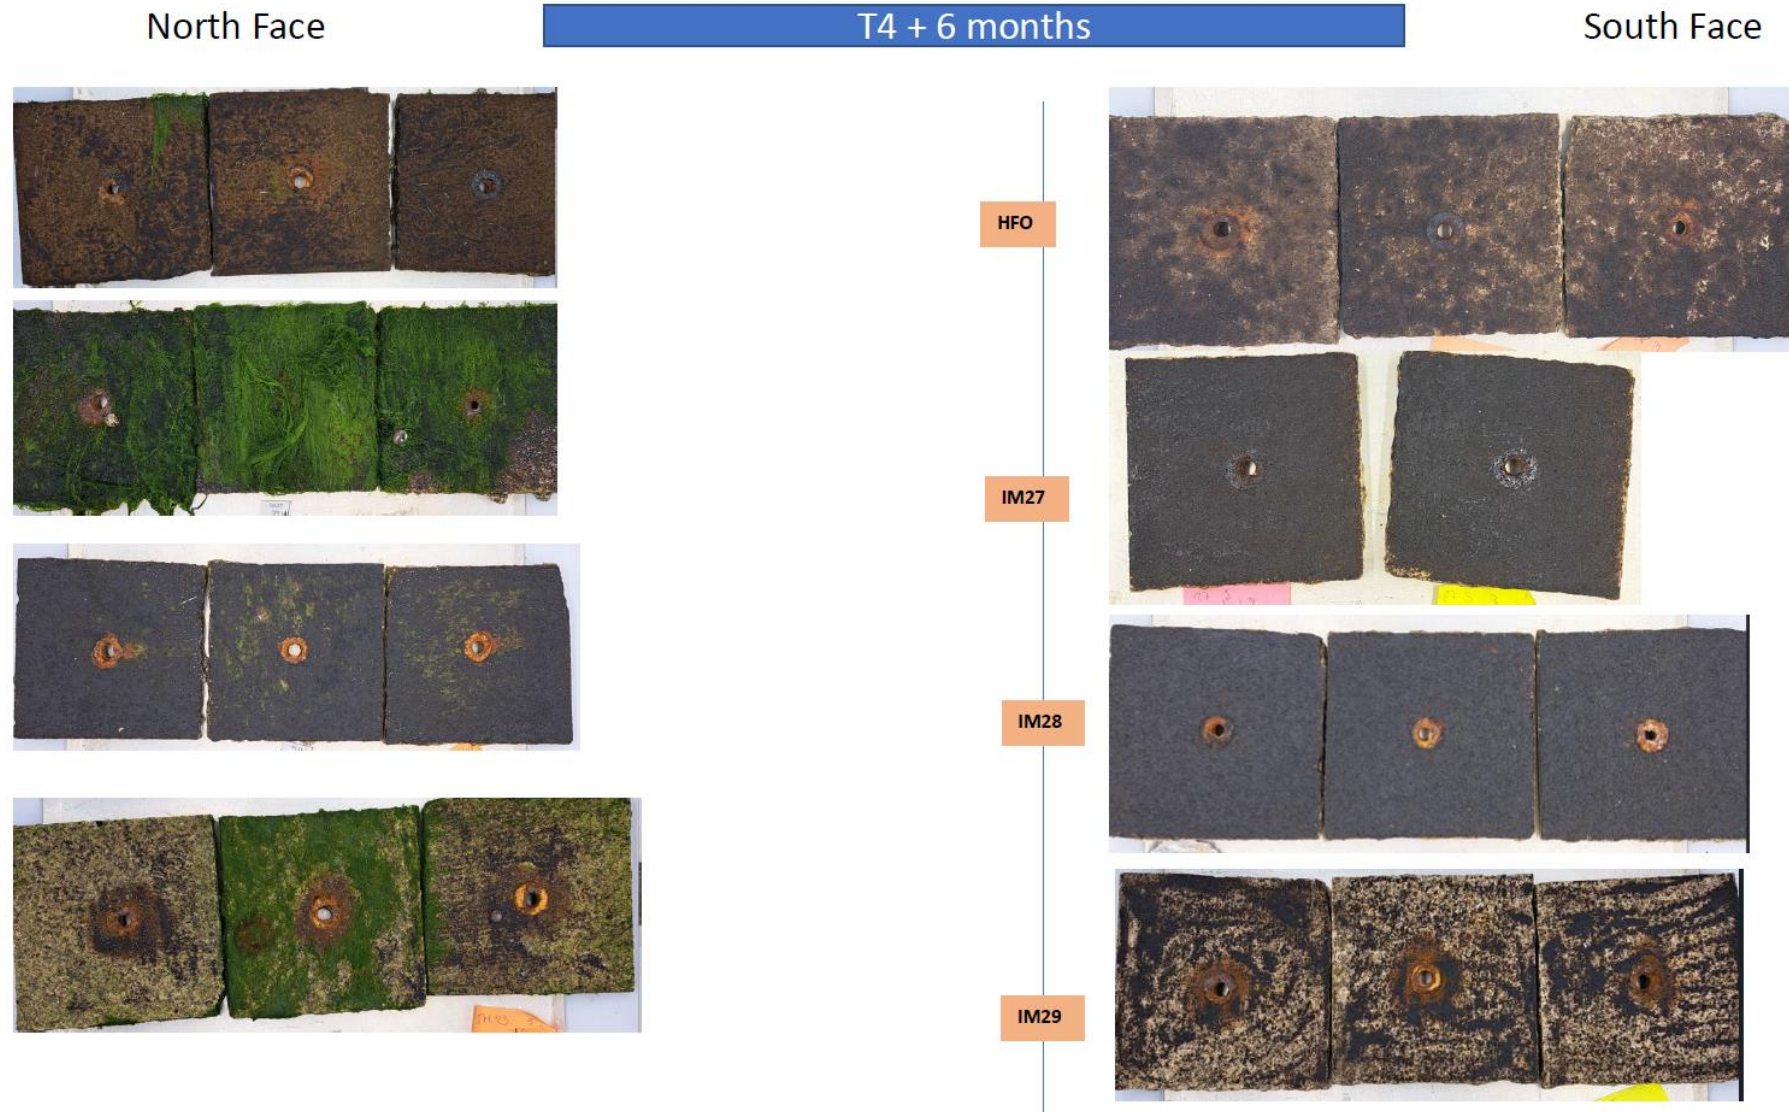 North Face
T4 + 6 months
South Face
HFO
IM27
IM28
IM29